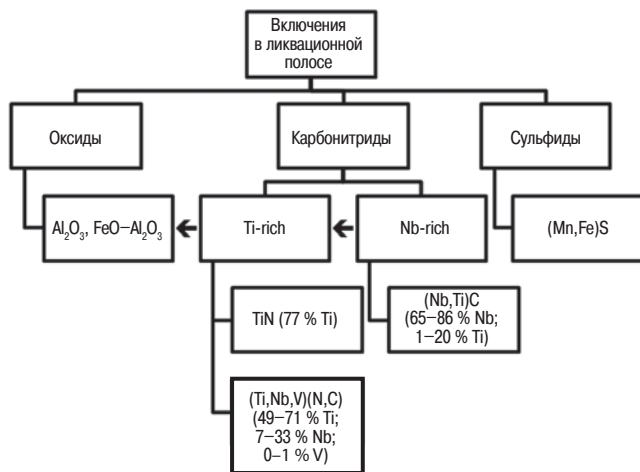 Включения
в ликвационной
полосе
Оксиды
Карбонитриды
Сульфиды
Al₂O₃, FeO–Al₂O₃
Ti-rich
Nb-rich
(Mn,Fe)S
TiN (77 % Ti)
(Nb,Ti)C
(65–86 % Nb;
1–20 % Ti)
(Ti,Nb,V)(N,C)
(49–71 % Ti;
7–33 % Nb;
0–1 % V)